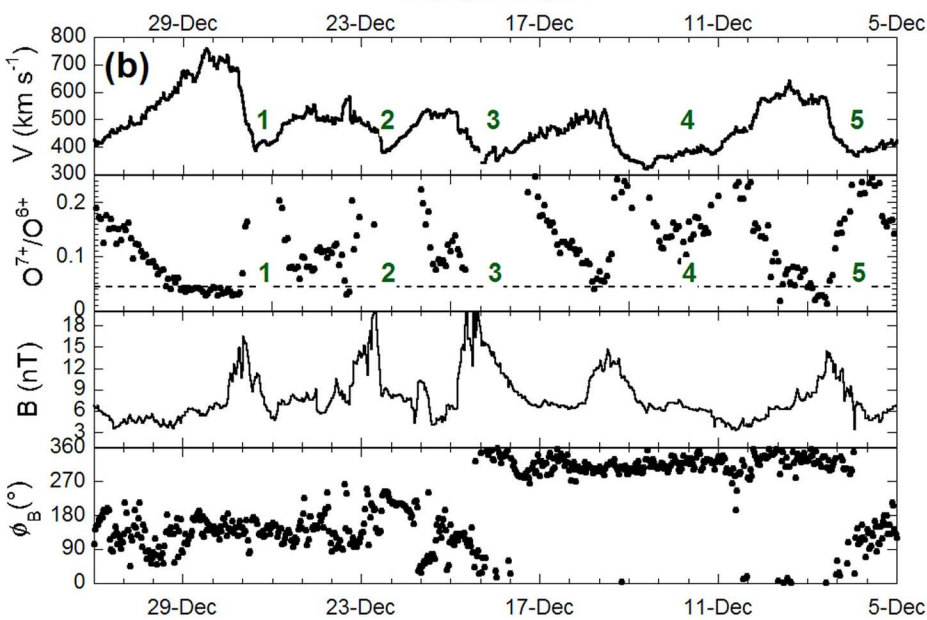 29-Dec 23-Dec 17-Dec 11-Dec 5-Dec
(b)
V (km s⁻¹)
800
700
600
500
400
300
1 2 3 4 5
O⁷⁺/O⁶⁺
0.2
0.1
0
1 2 3 4 5
B (nT)
18
15
12
9
6
3
ϕB(°)
360
270
180
90
0
29-Dec 23-Dec 17-Dec 11-Dec 5-Dec